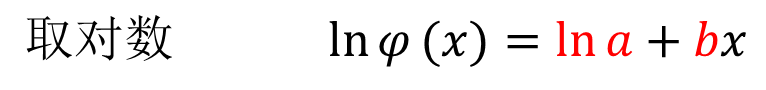 取对数 ln φ (x) = ln a + bx